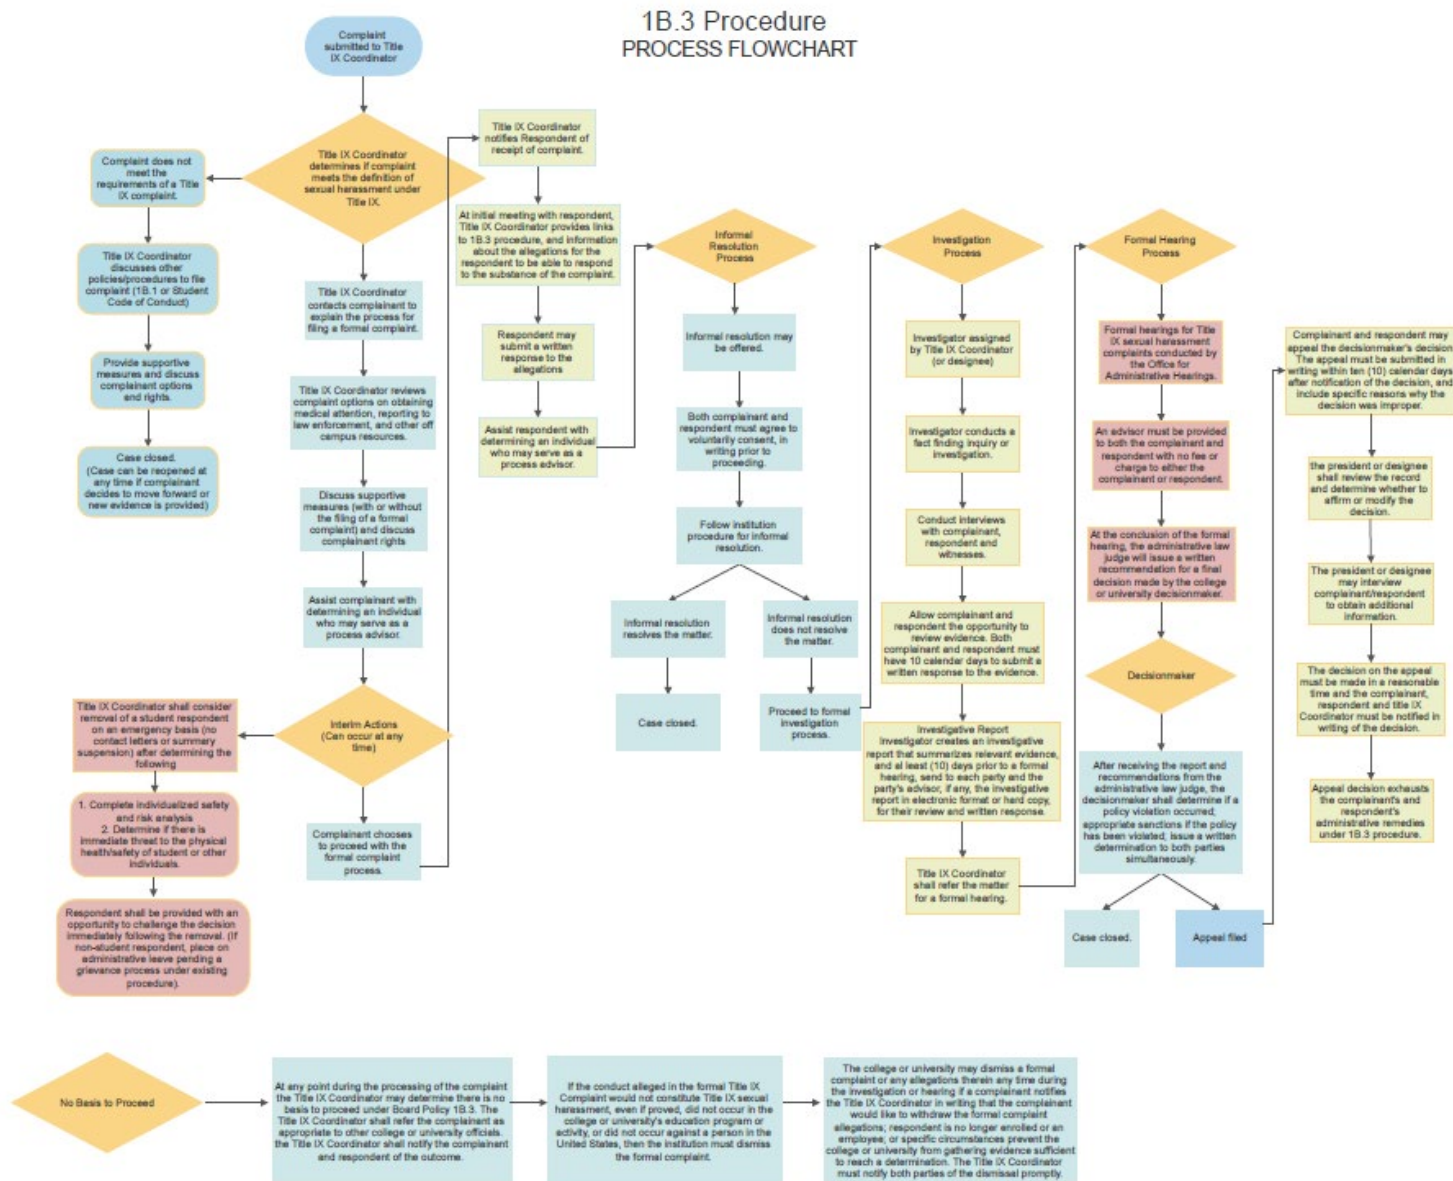 1B.3 Procedure
PROCESS FLOWCHART
Complaint
submitted to Title
IX Coordinator
Title IX Coordinator
determines if complaint
meets the definition of
sexual harassment under
Title IX.
Complaint does not
meet the
requirements of a Title
IX complaint.
Title IX Coordinator
discusses other
policies/procedures to file
complaint (1B.1 or Student
Code of Conduct)
Provide supportive
measures and discuss
complainant options
and rights.
Case closed.
(Case can be reopened at
any time if complainant
decides to move forward or
new evidence is provided)
Title IX Coordinator
contacts complainant to
explain the process for
filing a formal complaint.
Title IX Coordinator reviews
complaint options on obtaining
medical attention, reporting to
law enforcement, and other off
campus resources.
Discuss supportive
measures (with or without
the filing of a formal
complaint) and discuss
complainant rights
Assist complainant with
determining an individual
who may serve as a
process advisor.
Interim Actions
(Can occur at any
time)
Title IX Coordinator shall consider
removal of a student respondent
on an emergency basis (no
contact letters or summary
suspension) after determining the
following
1. Complete individualized safety
and risk analysis
2. Determine if there is
immediate threat to the physical
health/safety of student or other
individuals.
Respondent shall be provided with an
opportunity to challenge the decision
immediately following the removal. (If
non-student respondent, place on
administrative leave pending a
grievance process under existing
procedure).
Complainant chooses
to proceed with the
formal complaint
process.
Title IX Coordinator
notifies Respondent of
receipt of complaint.
At initial meeting with respondent,
Title IX Coordinator provides links
to 1B.3 procedure, and information
about the allegations for the
respondent to be able to respond
to the substance of the complaint.
Respondent may
submit a written
response to the
allegations
Assist respondent with
determining an individual
who may serve as a
process advisor.
Informal
Resolution
Process
Informal resolution may
be offered.
Both complainant and
respondent must agree to
voluntarily consent, in
writing prior to
proceeding.
Follow institution
procedure for informal
resolution.
Informal resolution
resolves the matter.
Case closed.
Informal resolution
does not resolve
the matter.
Proceed to formal
investigation
process.
Investigation
Process
Investigator assigned
by Title IX Coordinator
(or designee)
Investigator conducts a
fact finding inquiry or
investigation.
Conduct interviews
with complainant,
respondent and
witnesses.
Allow complainant and
respondent the opportunity to
review evidence. Both
complainant and respondent must
have 10 calendar days to submit a
written response to the evidence.
Investigative Report
Investigator creates an investigative
report that summarizes relevant evidence,
and al least (10) days prior to a formal
hearing, send to each party and the
party's advisor, if any, the investigative
report in electronic format or hard copy,
for their review and written response.
Title IX Coordinator
shall refer the matter
for a formal hearing.
Formal Hearing
Process
Formal hearings for Title
IX sexual harassment
complaints conducted by
the Office for
Administrative Hearings.
An advisor must be provided
to both the complainant and
respondent with no fee or
charge to either the
complainant or respondent.
At the conclusion of the formal
hearing, the administrative law
judge will issue a written
recommendation for a final
decision made by the college
or university decisionmaker.
Decisionmaker
After receiving the report and
recommendations from the
administrative law judge, the
decisionmaker shall determine if a
policy violation occurred,
appropriate sanctions if the policy
has been violated, issue a written
determination to both parties
simultaneously.
Case closed.
Appeal filed
Complainant and respondent may
appeal the decisionmaker's decision
The appeal must be submitted in
writing within ten (10) calendar days
after notification of the decision, and
include specific reasons why the
decision was improper.
the president or designee
shall review the record
and determine whether to
affirm or modify the
decision.
The president or designee
may interview
complainant/respondent
to obtain additional
information.
The decision on the appeal
must be made in a reasonable
time and the complainant,
respondent and title IX
Coordinator must be notified in
writing of the decision.
Appeal decision exhausts
the complainant's and
respondent's
administrative remedies
under 1B.3 procedure.
No Basis to Proceed
At any point during the processing of the complaint
the Title IX Coordinator may determine there is no
basis to proceed under Board Policy 1B.3. The
Title IX Coordinator shall refer the complaint as
appropriate to other college or university officials.
the Title IX Coordinator shall notify the complainant
and respondent of the outcome.
If the conduct alleged in the formal Title IX
Complaint would not constitute Title IX sexual
harassment, even if proved, did not occur in the
college or university's education program or
activity, or did not occur against a person in the
United States, then the institution must dismiss
the formal complaint.
The college or university may dismiss a formal
complaint or any allegations therein any time during
the investigation or hearing if a complainant notifies
the Title IX Coordinator in writing that the complainant
would like to withdraw the formal complaint
allegations; respondent is no longer enrolled or an
employee; or specific circumstances prevent the
college or university from gathering evidence sufficient
to reach a determination. The Title IX Coordinator
must notify both parties of the dismissal promptly.